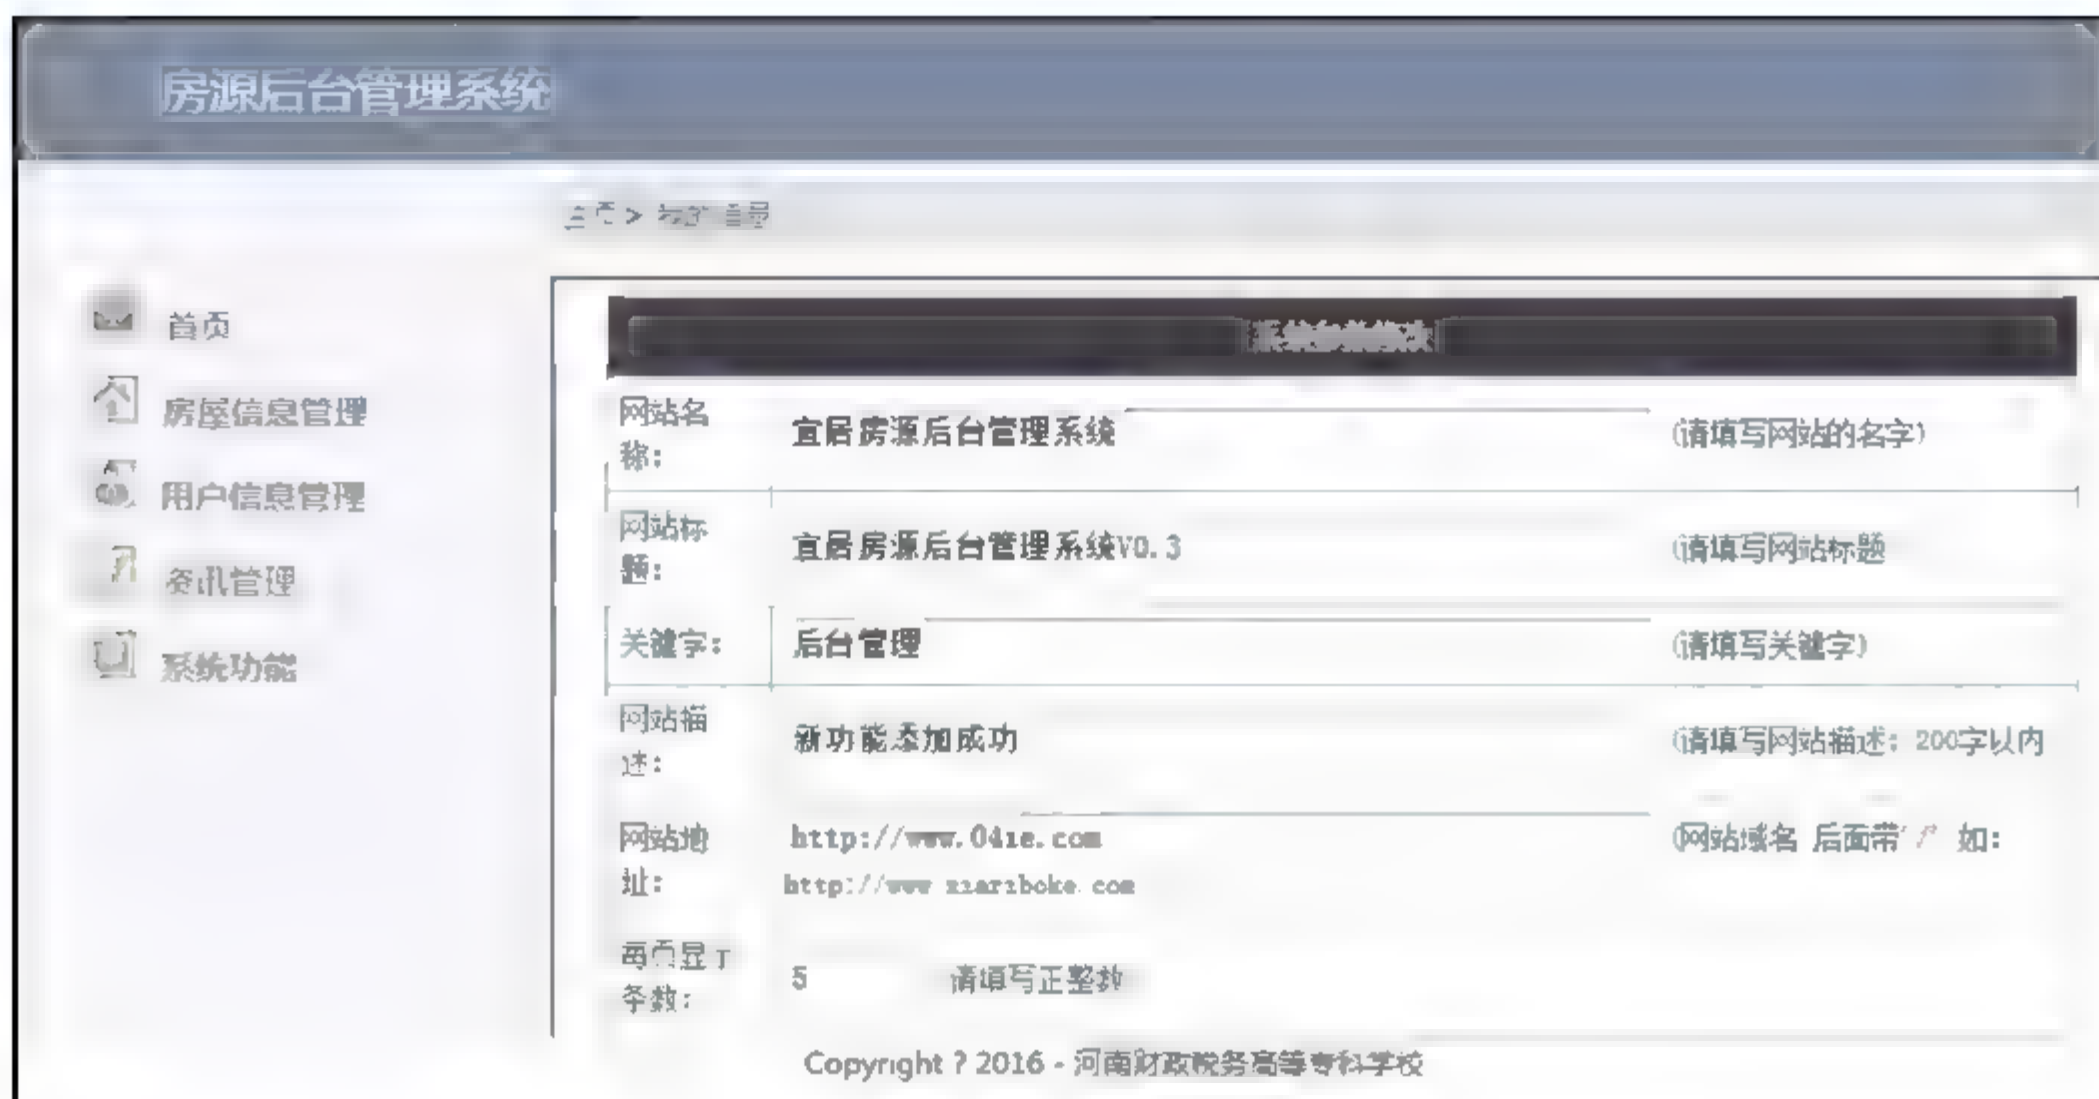 房源后台管理系统
首页
房屋信息管理
用户信息管理
资讯管理
系统功能
网站名称: 宜居房源后台管理系统 (请填写网站的名字)
网站标题: 宜居房源后台管理系统V0.3 (请填写网站标题
关键字: 后台管理 (请填写关键字)
网站描述: 新功能添加成功 (请填写网站描述: 200字以内
网站地址: http://www.04ie.com (网站域名 后面带"/" 如:
每页显示条数: 5 请填写正整数
Copyright ? 2016 - 河南财政税务高等专科学校